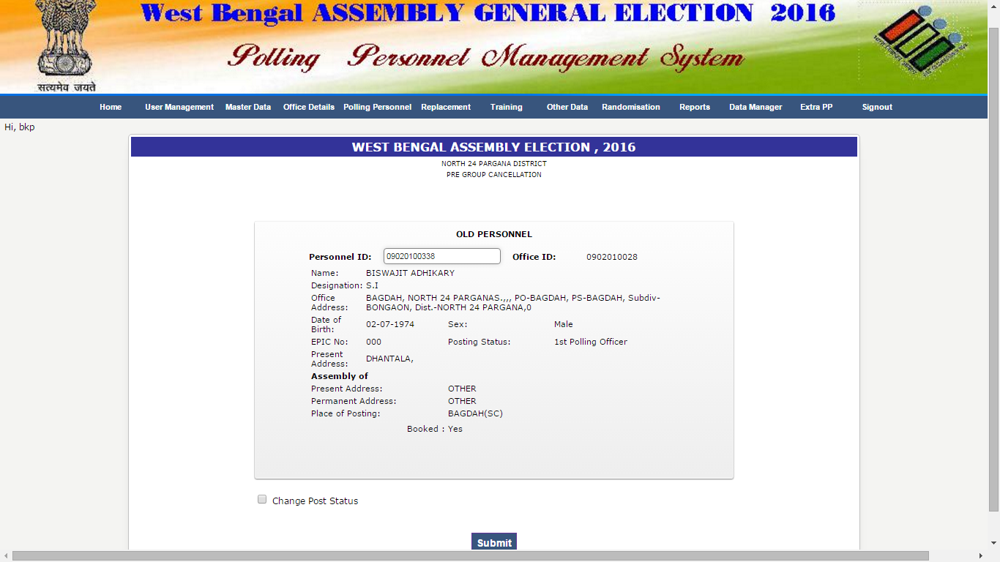 West Bengal ASSEMBLY GENERAL ELECTION 2016
Polling Personnel Management System
सत्यमेव जयते
Home User Management Master Data Office Details Polling Personnel Replacement Training Other Data Randomisation Reports Data Manager Extra PP Signout
Hi, bkp
WEST BENGAL ASSEMBLY ELECTION , 2016
NORTH 24 PARGANA DISTRICT
PRE GROUP CANCELLATION
OLD PERSONNEL
Personnel ID: 09020100338 Office ID: 0902010028
Name: BISWAJIT ADHIKARY
Designation: S.I
Office Address: BAGDAH, NORTH 24 PARGANAS.,,, PO-BAGDAH, PS-BAGDAH, Subdiv-
BONGAON, Dist.-NORTH 24 PARGANA,0
Date of Birth: 02-07-1974 Sex: Male
EPIC No: 000 Posting Status: 1st Polling Officer
Present Address: DHANTALA,
Assembly of
Present Address: OTHER
Permanent Address: OTHER
Place of Posting: BAGDAH(SC)
Booked : Yes
Change Post Status
Submit